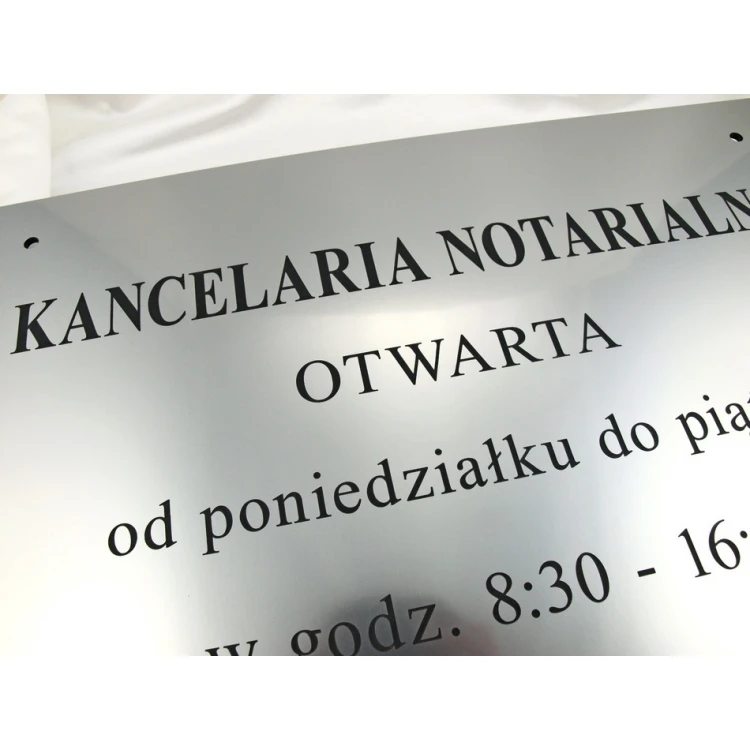 KANCELARIA NOTARIALN
OTWARTA
od poniedziałku do pią
w godz. 8:30 - 16: